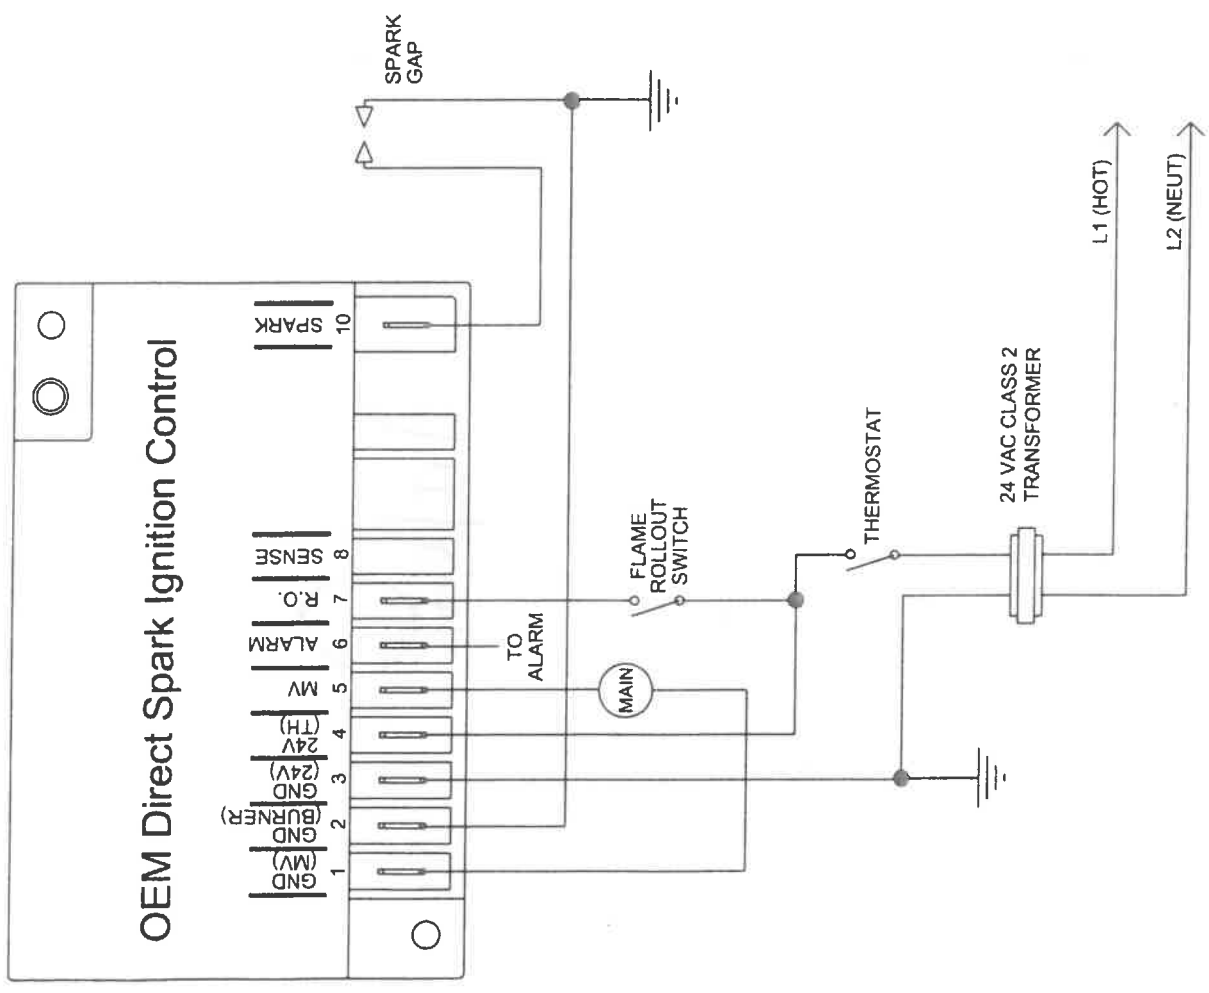 OEM Direct Spark Ignition Control
GND
(MV)
1
GND
(BURNER)
2
GND
(24V)
3
24V
(TH)
4
MV
5
ALARM
6
R.O.
7
SENSE
8
SPARK
10
SPARK
GAP
TO
ALARM
MAIN
FLAME
ROLLOUT
SWITCH
THERMOSTAT
24 VAC CLASS 2
TRANSFORMER
L1 (HOT)
L2 (NEUT)